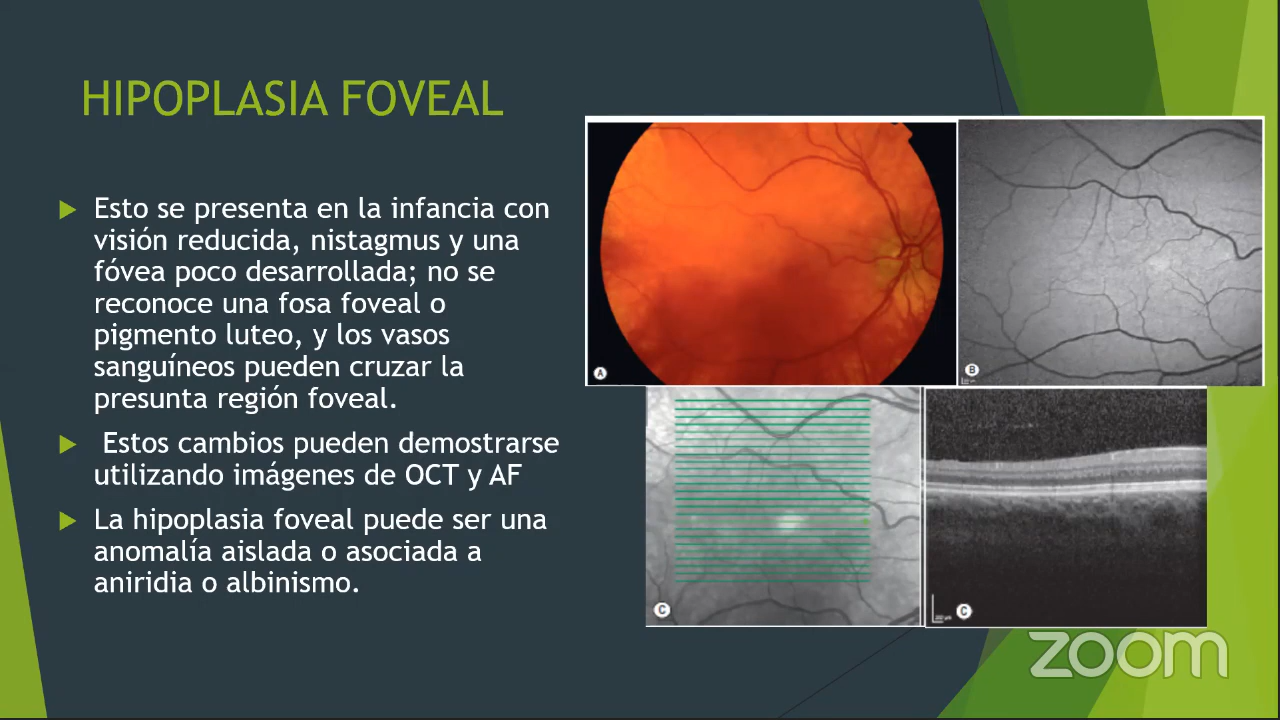 HIPOPLASIA FOVEAL
Esto se presenta en la infancia con
visión reducida, nistagmus y una
fóvea poco desarrollada; no se
reconoce una fosa foveal o
pigmento luteo, y los vasos
sanguíneos pueden cruzar la
presunta región foveal.
Estos cambios pueden demostrarse
utilizando imágenes de OCT y AF
La hipoplasia foveal puede ser una
anomalía aislada o asociada a
aniridia o albinismo.
A
B
C
C
zoom